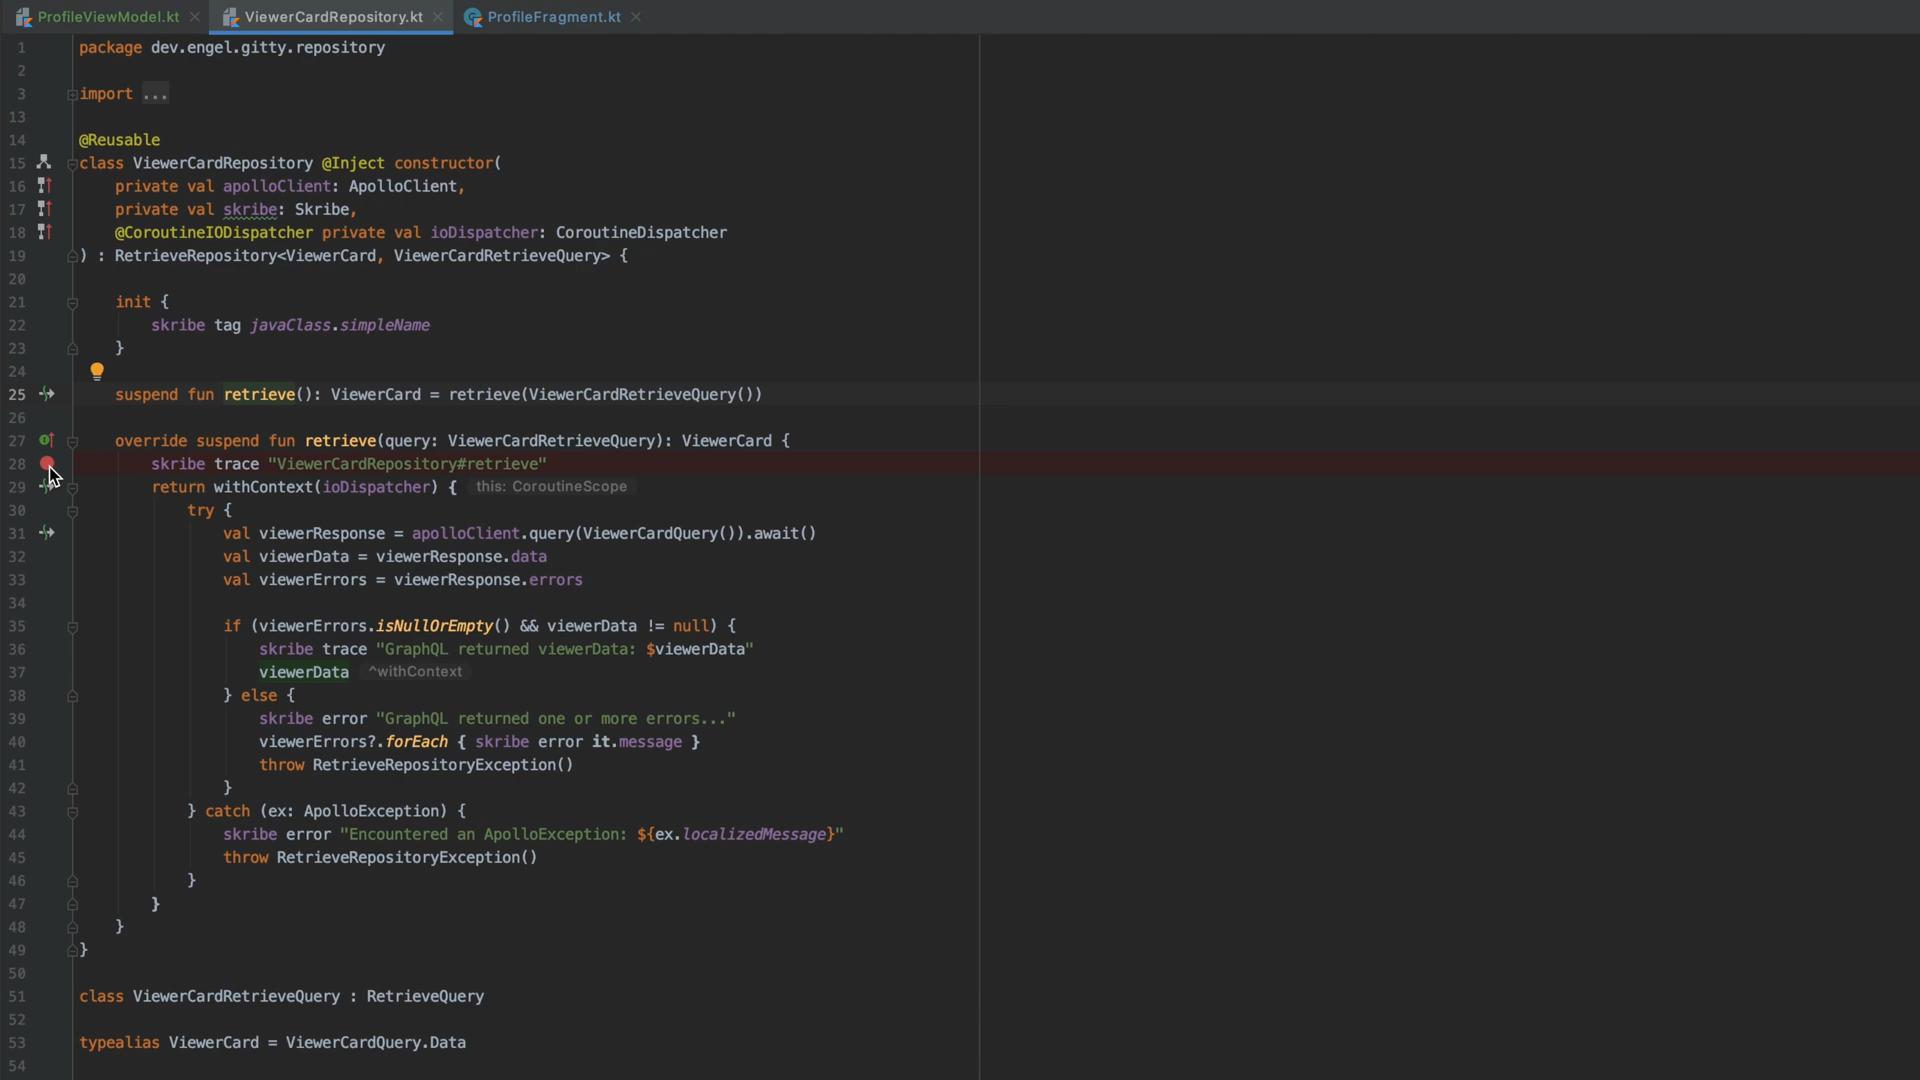 ProfileViewModel.kt ViewerCardRepository.kt ProfileFragment.kt
1 package dev.engel.gitty.repository
2
3 import ...
13
14 @Reusable
15 class ViewerCardRepository @Inject constructor(
16 private val apolloClient: ApolloClient,
17 private val skribe: Skribe,
18 @CoroutineIODispatcher private val ioDispatcher: CoroutineDispatcher
19 ) : RetrieveRepository<ViewerCard, ViewerCardRetrieveQuery> {
20
21 init {
22 skribe tag javaClass.simpleName
23 }
24
25 suspend fun retrieve(): ViewerCard = retrieve(ViewerCardRetrieveQuery())
26
27 override suspend fun retrieve(query: ViewerCardRetrieveQuery): ViewerCard {
28 skribe trace "ViewerCardRepository#retrieve"
29 return withContext(ioDispatcher) { this: CoroutineScope
30 try {
31 val viewerResponse = apolloClient.query(ViewerCardQuery()).await()
32 val viewerData = viewerResponse.data
33 val viewerErrors = viewerResponse.errors
34
35 if (viewerErrors.isNullOrEmpty() && viewerData != null) {
36 skribe trace "GraphQL returned viewerData: $viewerData"
37 viewerData ^withContext
38 } else {
39 skribe error "GraphQL returned one or more errors..."
40 viewerErrors?.forEach { skribe error it.message }
41 throw RetrieveRepositoryException()
42 }
43 } catch (ex: ApolloException) {
44 skribe error "Encountered an ApolloException: ${ex.localizedMessage}"
45 throw RetrieveRepositoryException()
46 }
47 }
48 }
49 }
50
51 class ViewerCardRetrieveQuery : RetrieveQuery
52
53 typealias ViewerCard = ViewerCardQuery.Data
54